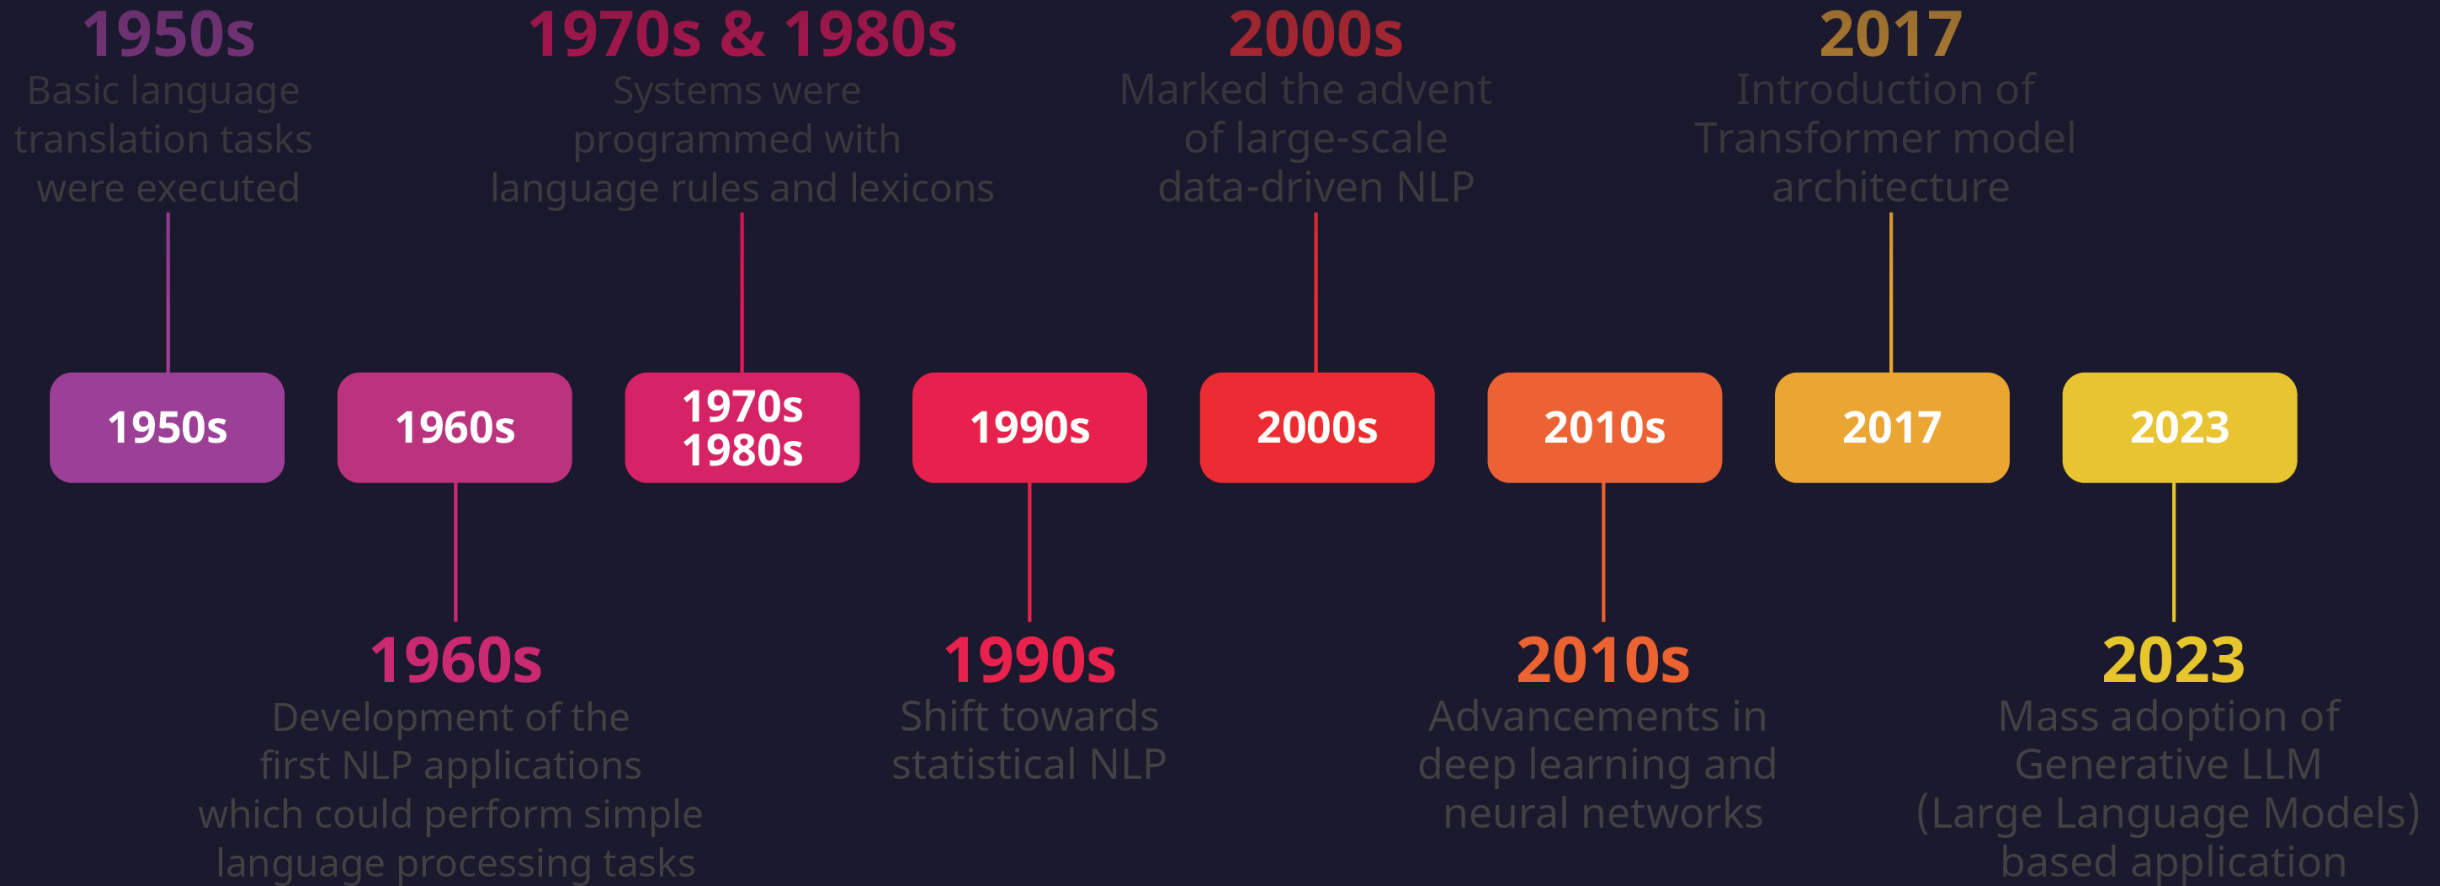 1950s
Basic language
translation tasks
were executed
1970s & 1980s
Systems were
programmed with
language rules and lexicons
2000s
Marked the advent
of large-scale
data-driven NLP
2017
Introduction of
Transformer model
architecture
1950s
1960s
1970s
1980s
1990s
2000s
2010s
2017
2023
1960s
Development of the
first NLP applications
which could perform simple
language processing tasks
1990s
Shift towards
statistical NLP
2010s
Advancements in
deep learning and
neural networks
2023
Mass adoption of
Generative LLM
(Large Language Models)
based application